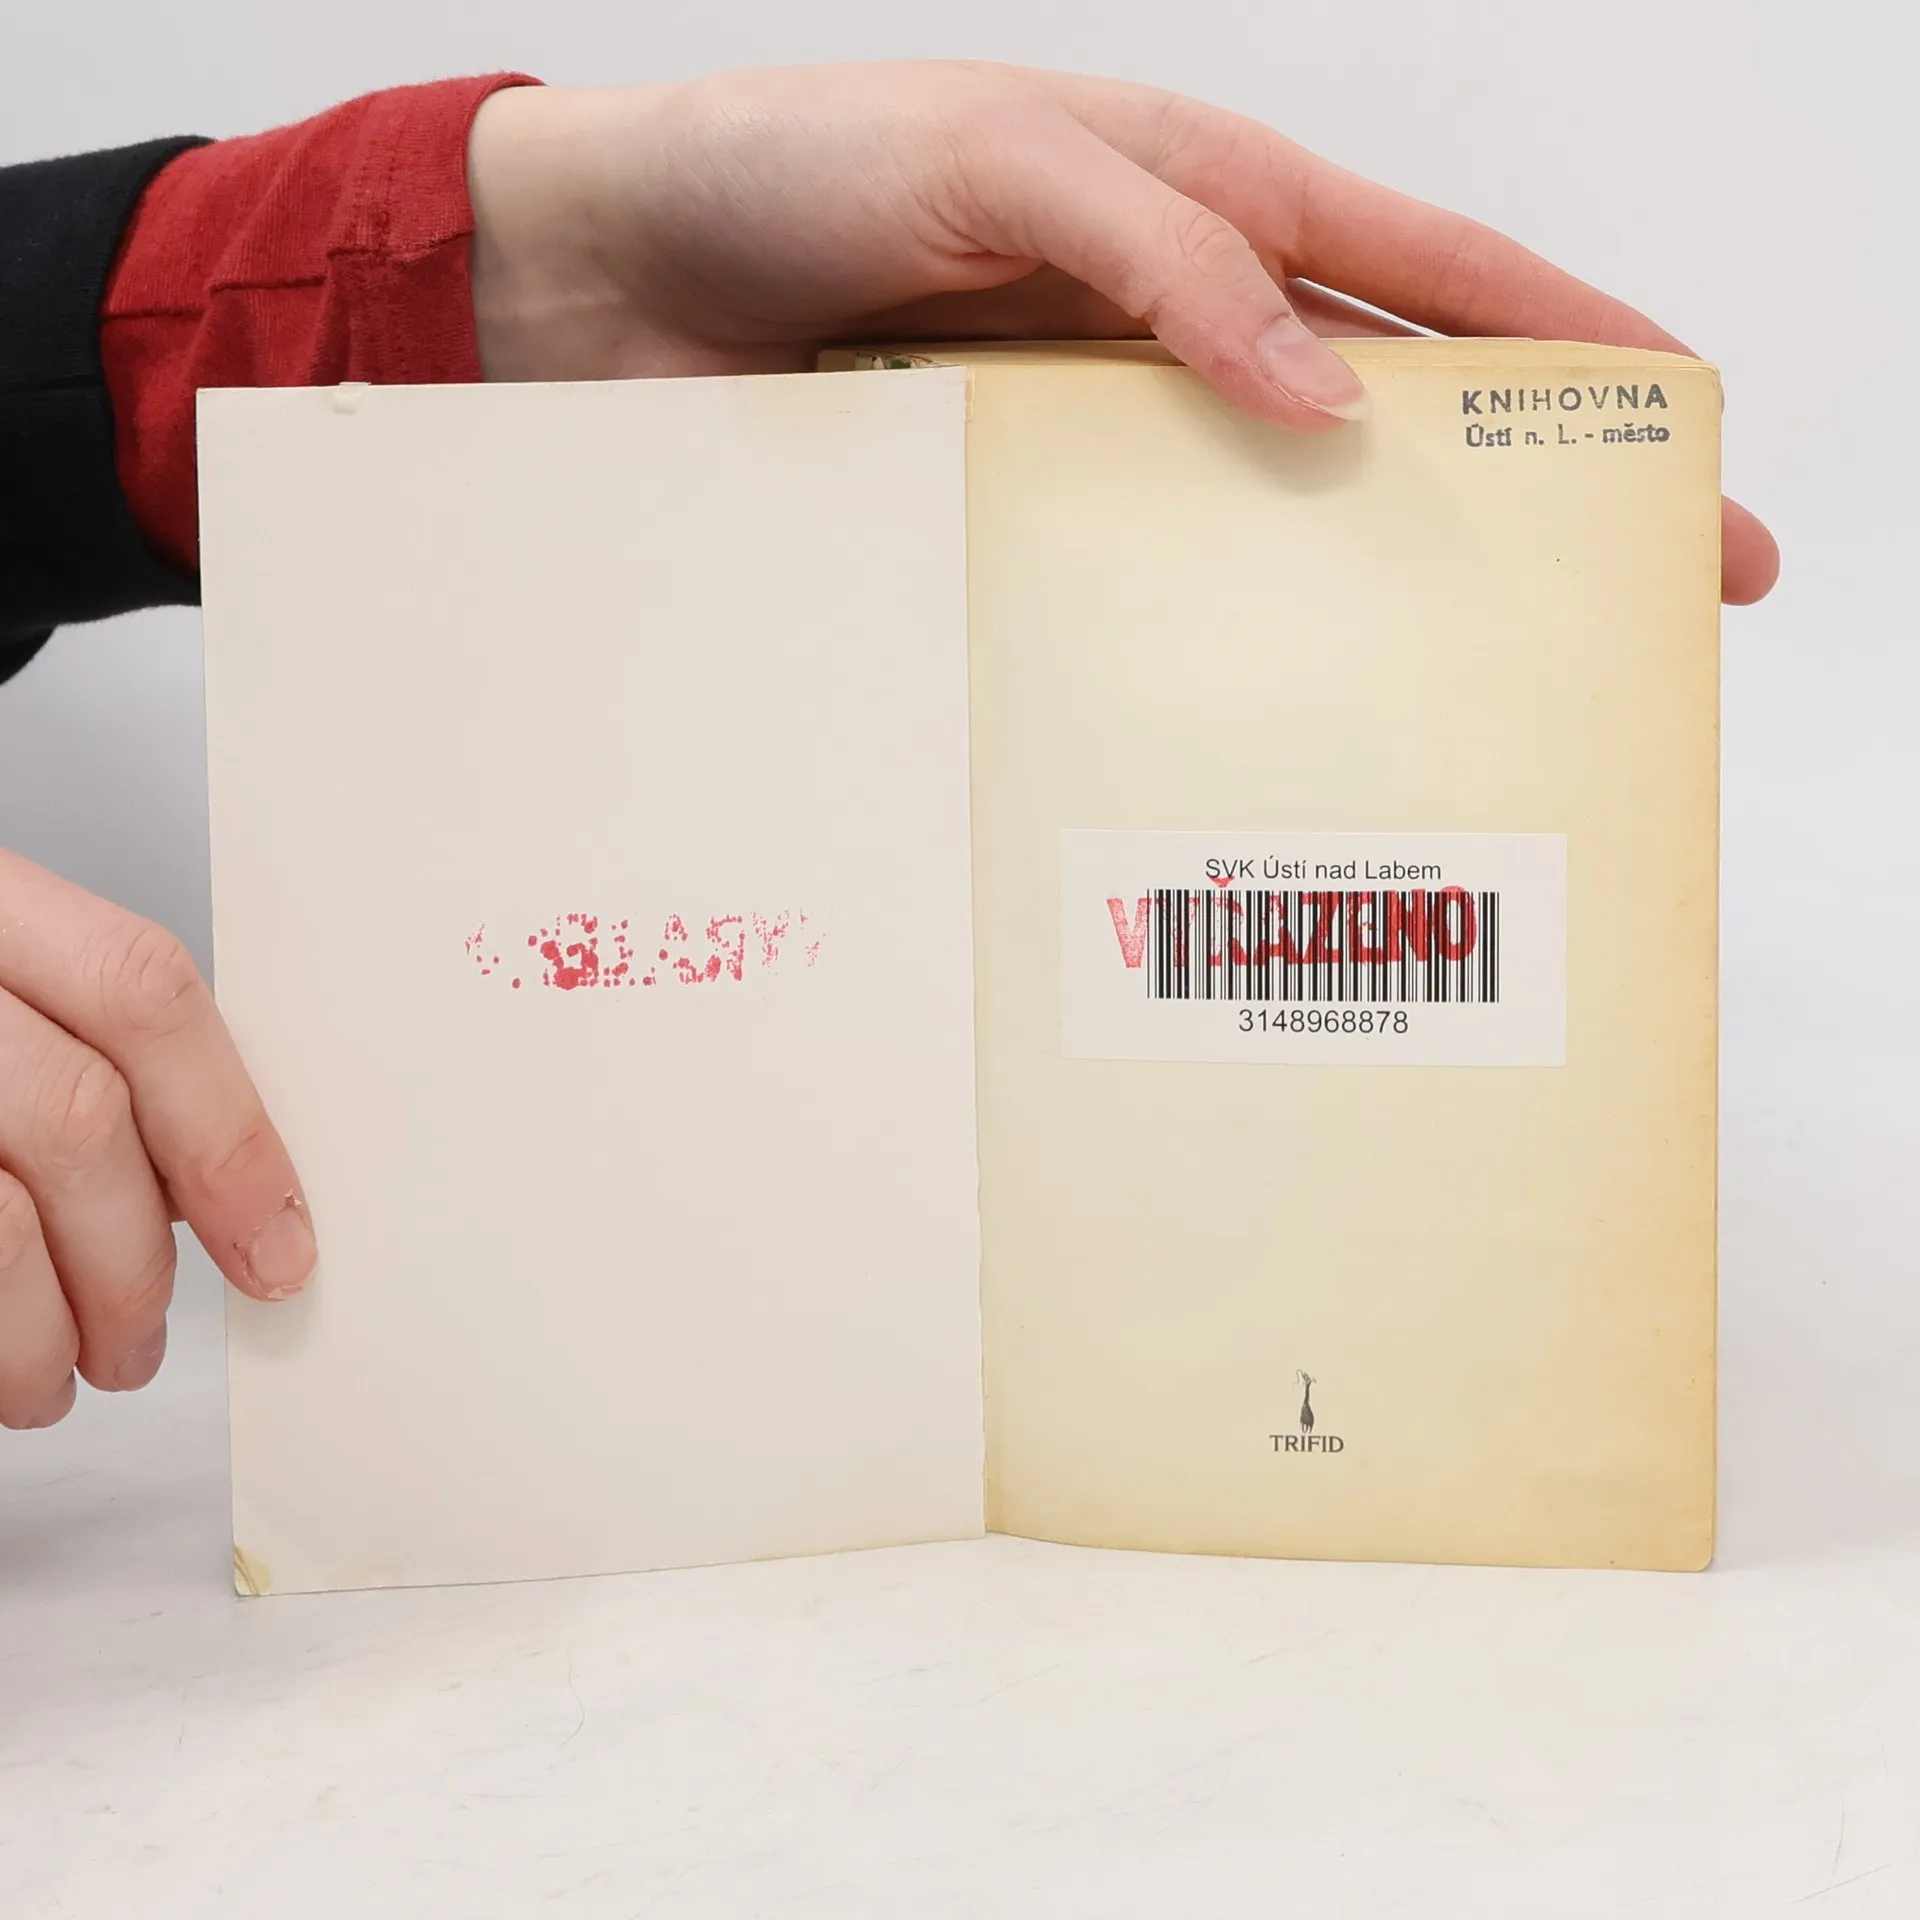 KNIHOVNA
Ústí n. L. - město
SVK Ústí nad Labem
VYŘAZENO
3148968878
TRIFID